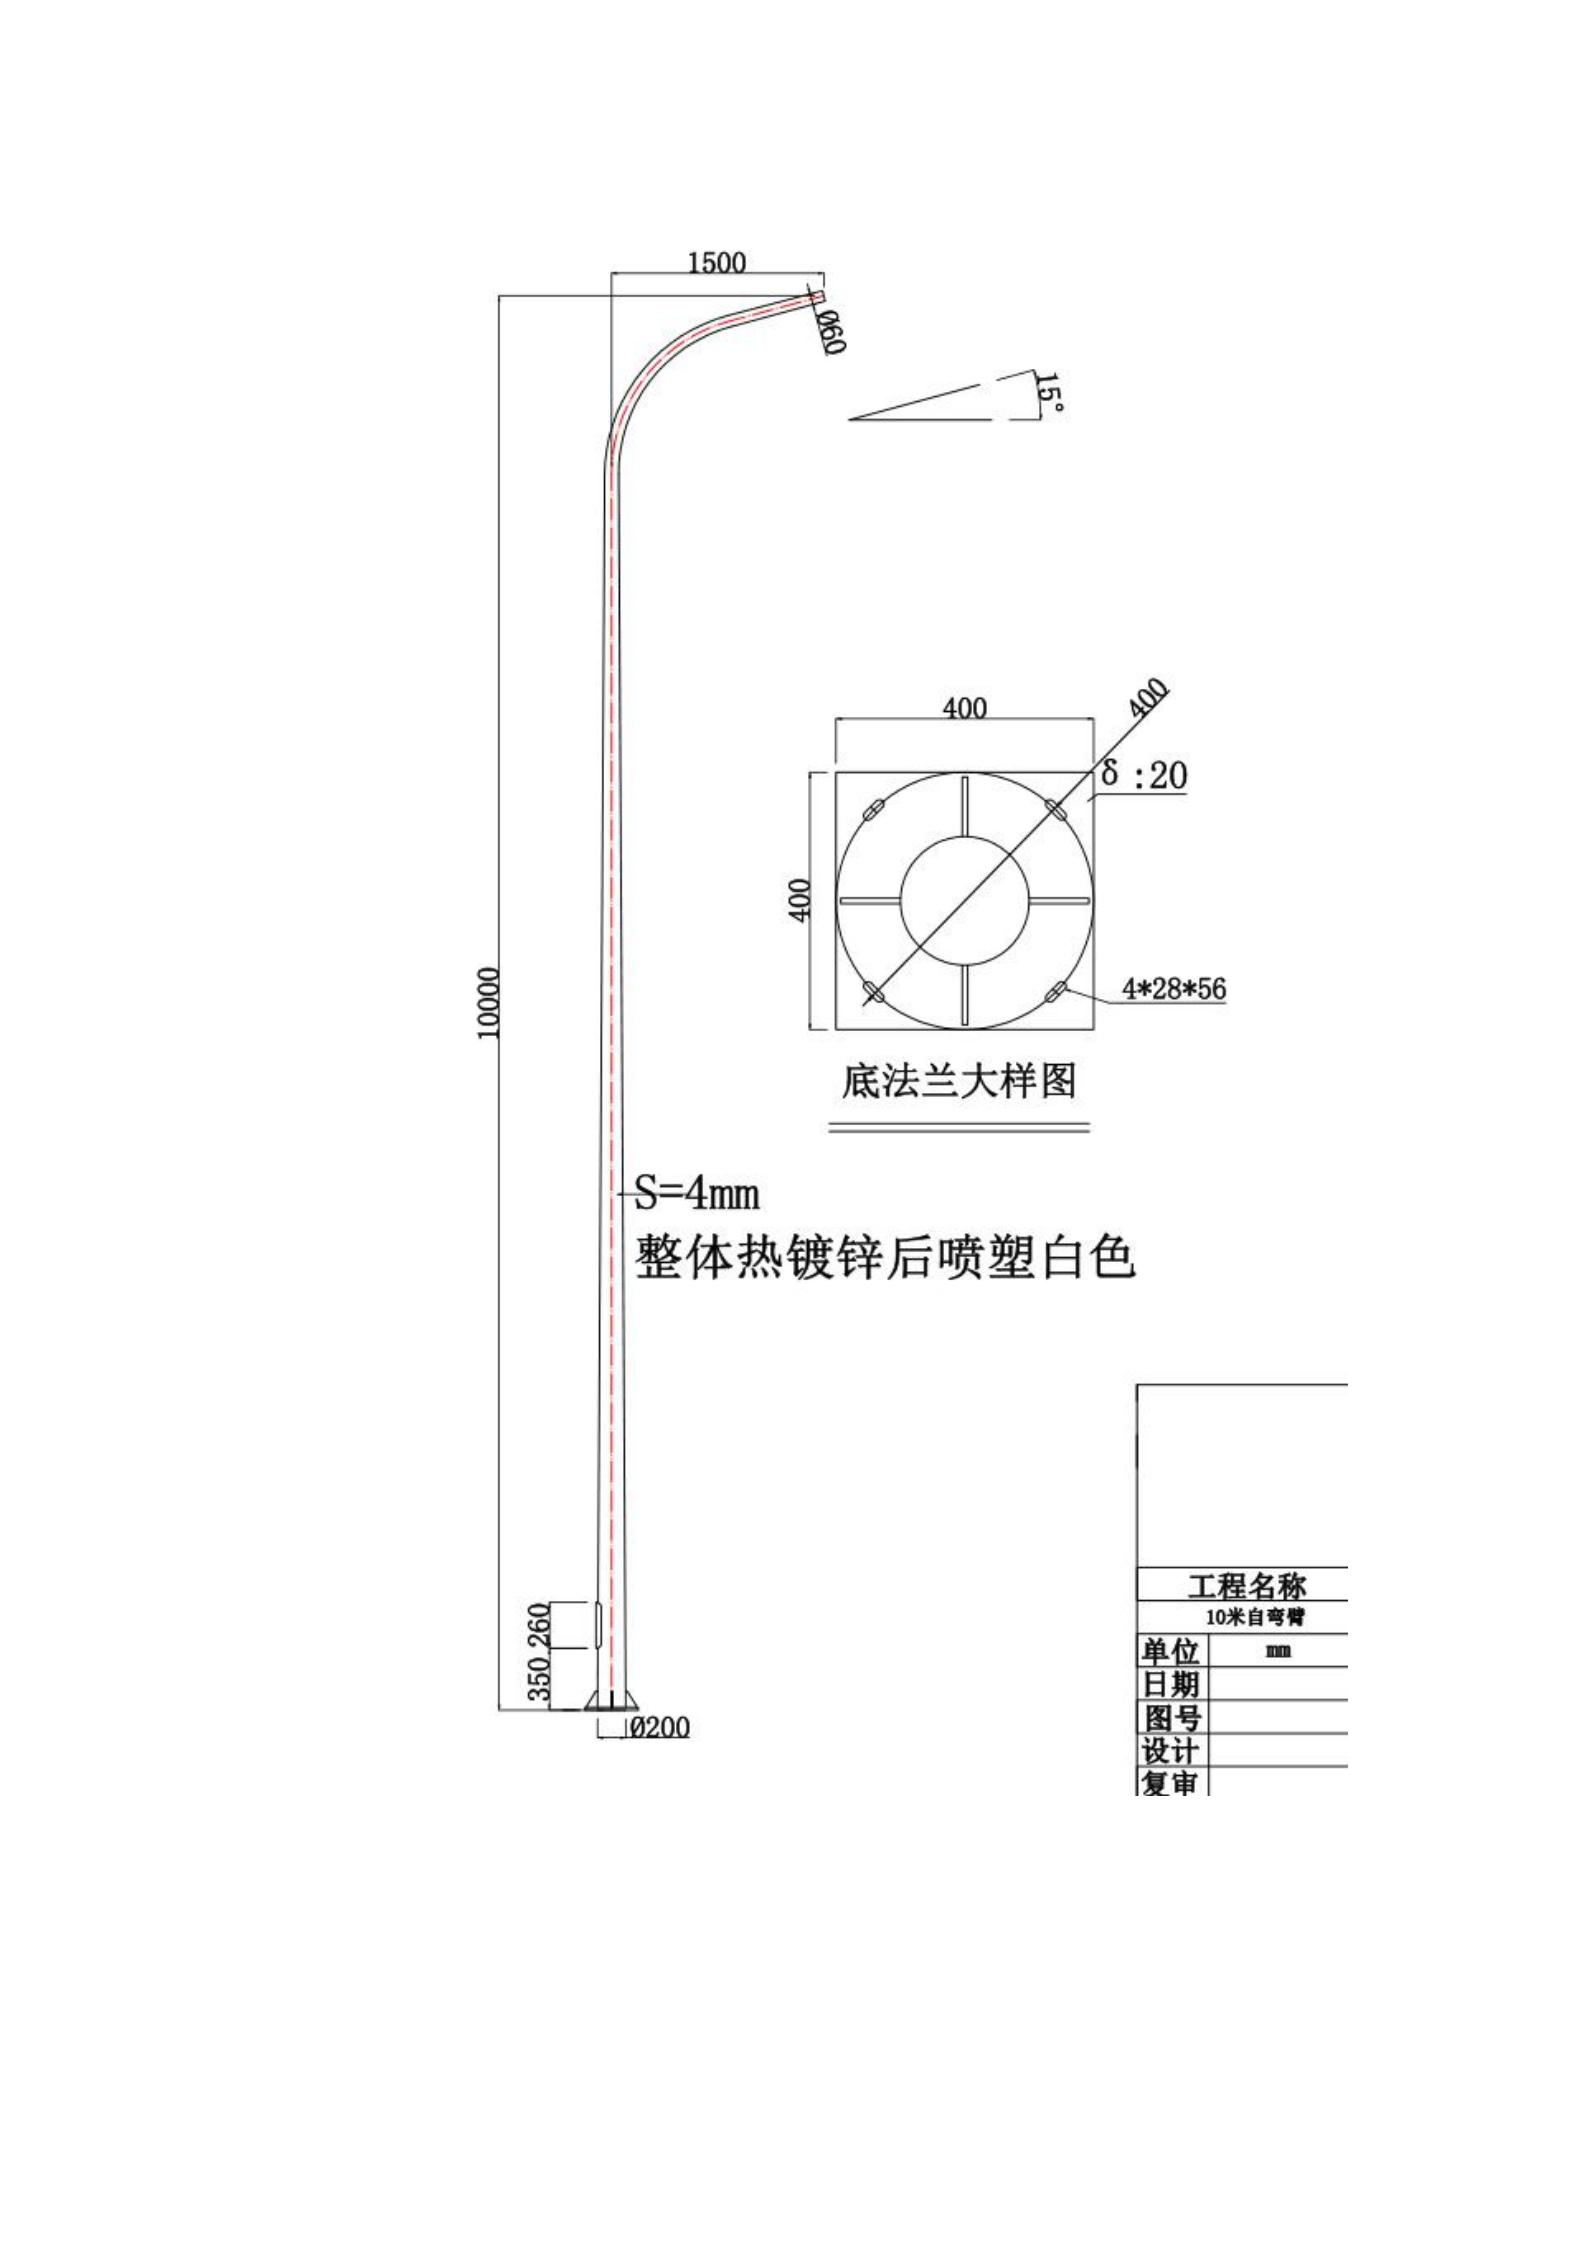 1500
Ø60
15°
10000
400
400
δ :20
400
4*28*56
底法兰大样图
S=4mm
整体热镀锌后喷塑白色
260
350
Ø200
工程名称
10米自弯臂
单位 mm
日期
图号
设计
复审